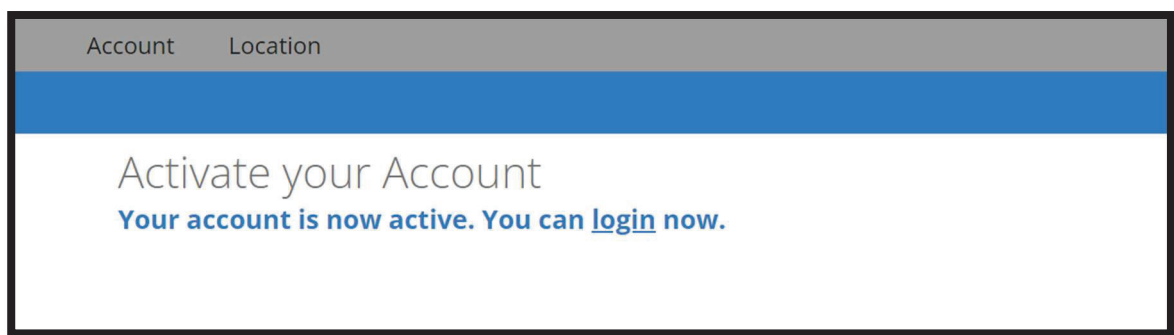 Account Location
Activate your Account
Your account is now active. You can login now.